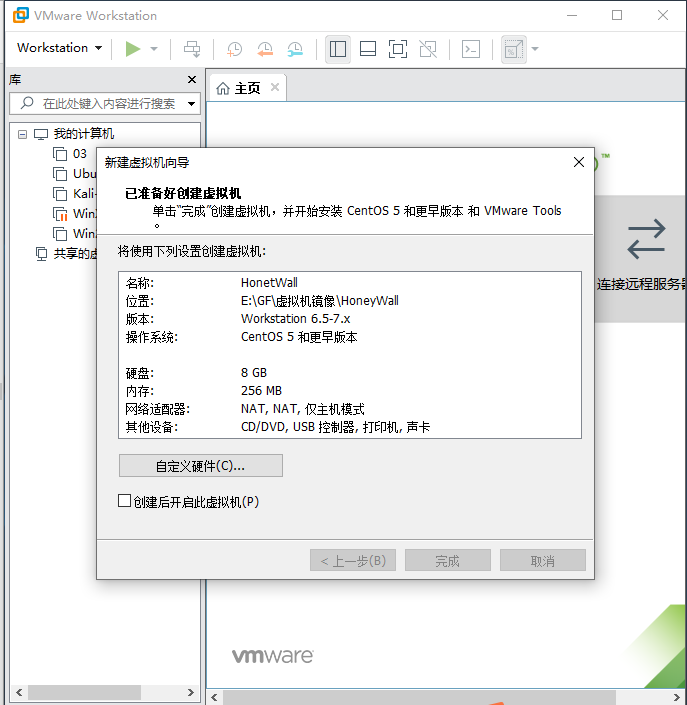 VMware Workstation
Workstation
库
主页
在此处键入内容进行搜索
我的计算机
03
Ubu
Kali-
Win
Win
共享的虚
新建虚拟机向导
已准备好创建虚拟机
单击“完成”创建虚拟机，并开始安装 CentOS 5 和更早版本 和 VMware Tools
。
将使用下列设置创建虚拟机:
名称: HonetWall
位置: E:\GF\虚拟机镜像\HoneyWall
版本: Workstation 6.5-7.x
操作系统: CentOS 5 和更早版本
硬盘: 8 GB
内存: 256 MB
网络适配器: NAT, NAT, 仅主机模式
其他设备: CD/DVD, USB 控制器, 打印机, 声卡
自定义硬件(C)...
创建后开启此虚拟机(P)
< 上一步(B)
完成
取消
™
连接远程服务器
vmware